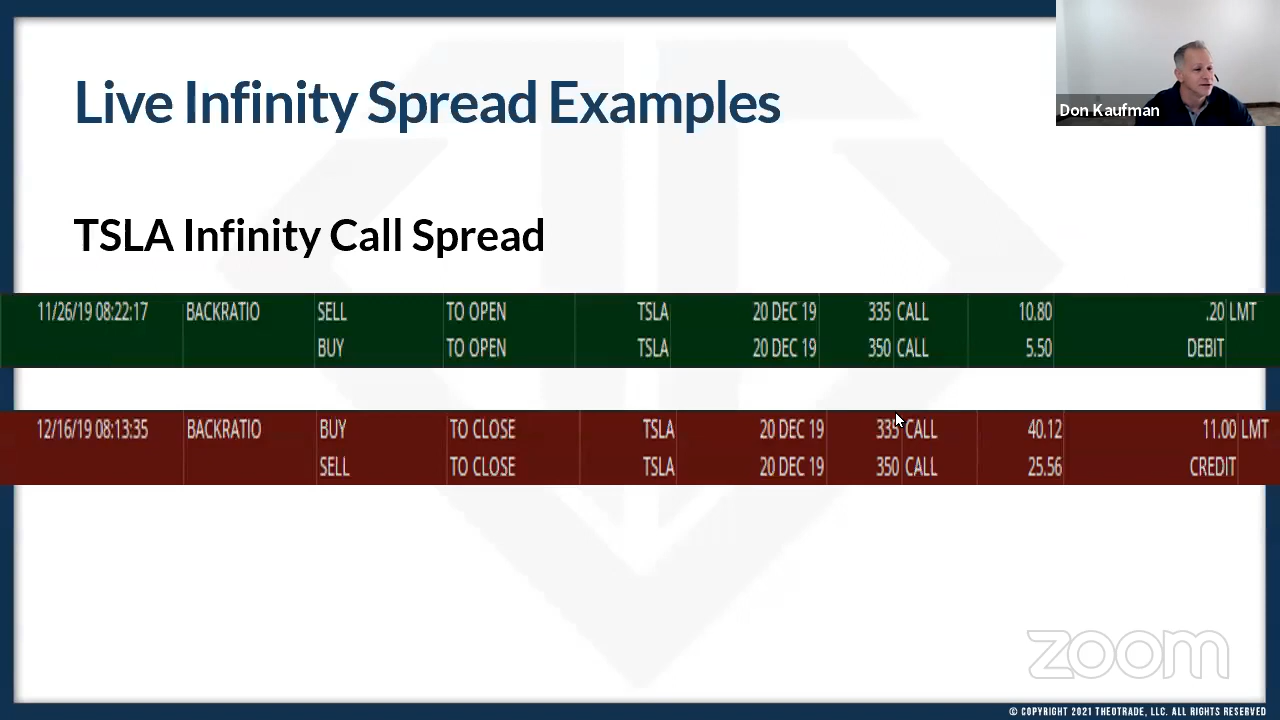 Live Infinity Spread Examples
Don Kaufman
TSLA Infinity Call Spread
11/26/19 08:22:17 BACKRATIO SELL TO OPEN TSLA 20 DEC 19 335 CALL 10.80 .20 LMT
BUY TO OPEN TSLA 20 DEC 19 350 CALL 5.50 DEBIT
12/16/19 08:13:35 BACKRATIO BUY TO CLOSE TSLA 20 DEC 19 335 CALL 40.12 11.00 LMT
SELL TO CLOSE TSLA 20 DEC 19 350 CALL 25.56 CREDIT
zoom
© COPYRIGHT 2021 THEOTRADE, LLC. ALL RIGHTS RESERVED